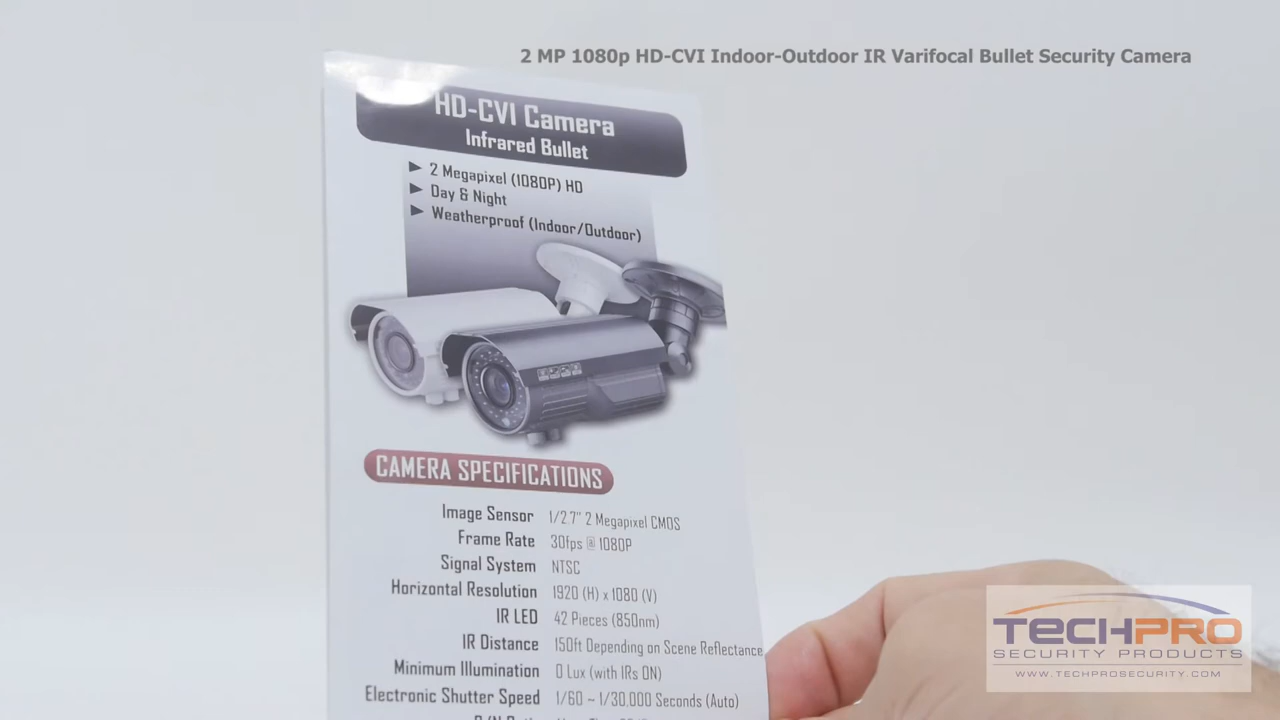 2 MP 1080p HD-CVI Indoor-Outdoor IR Varifocal Bullet Security Camera
HD-CVI Camera
Infrared Bullet
2 Megapixel (1080P) HD
Day & Night
Weatherproof (Indoor/Outdoor)
CAMERA SPECIFICATIONS
Image Sensor 1/2.7" 2 Megapixel CMOS
Frame Rate 30fps @ 1080P
Signal System NTSC
Horizontal Resolution 1920 (H) x 1080 (V)
IR LED 42 Pieces (850nm)
IR Distance 150ft Depending on Scene Reflectance
Minimum Illumination 0 Lux (with IRs ON)
Electronic Shutter Speed 1/60 ~ 1/30,000 Seconds (Auto)
TECHPRO
SECURITY PRODUCTS
WWW.TECHPROSECURITY.COM